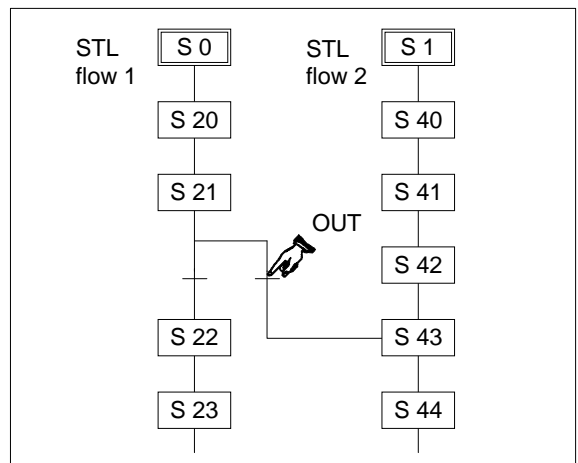 STL
flow 1
S 0
STL
flow 2
S 1
S 20
S 40
S 21
S 41
OUT
S 42
S 22
S 43
S 23
S 44